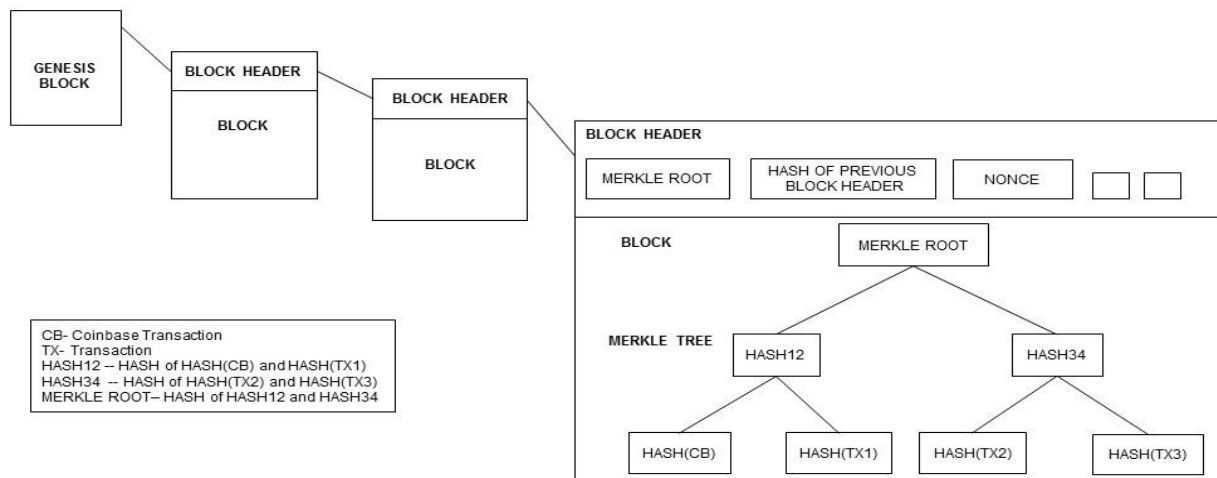 GENESIS
BLOCK
BLOCK HEADER
BLOCK
BLOCK HEADER
BLOCK
BLOCK HEADER
MERKLE ROOT
HASH OF PREVIOUS
BLOCK HEADER
NONCE
BLOCK
MERKLE ROOT
MERKLE TREE
HASH12
HASH34
HASH(CB)
HASH(TX1)
HASH(TX2)
HASH(TX3)
CB- Coinbase Transaction
TX- Transaction
HASH12 -- HASH of HASH(CB) and HASH(TX1)
HASH34 -- HASH of HASH(TX2) and HASH(TX3)
MERKLE ROOT– HASH of HASH12 and HASH34